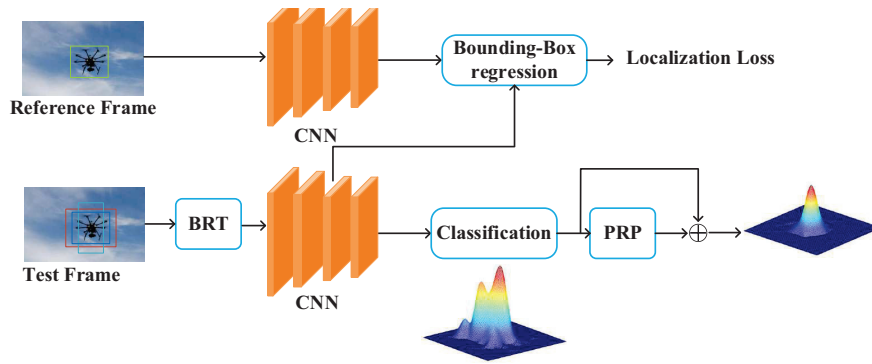 Reference Frame
CNN
Bounding-Box
regression
Localization Loss
Test Frame
BRT
CNN
Classification
PRP